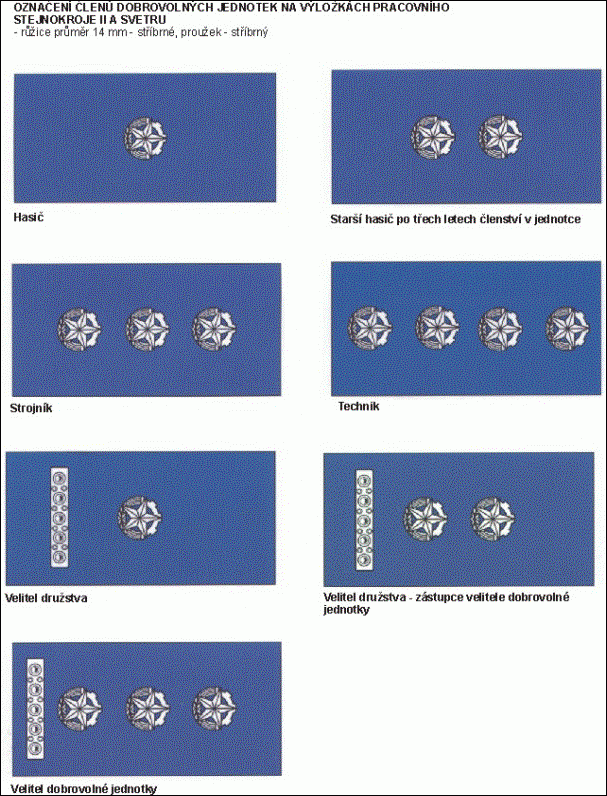 OZNAČENÍ ČLENŮ DOBROVOLNÝCH JEDNOTEK NA VÝLOŽKÁCH PRACOVNÍHO
STEJNOKROJE II A SVETRU
- růžice průměr 14 mm - stříbrné, proužek - stříbrný
Hasič
Starší hasič po třech letech členství v jednotce
Strojník
Technik
Velitel družstva
Velitel družstva - zástupce velitele dobrovolné
jednotky
Velitel dobrovolné jednotky